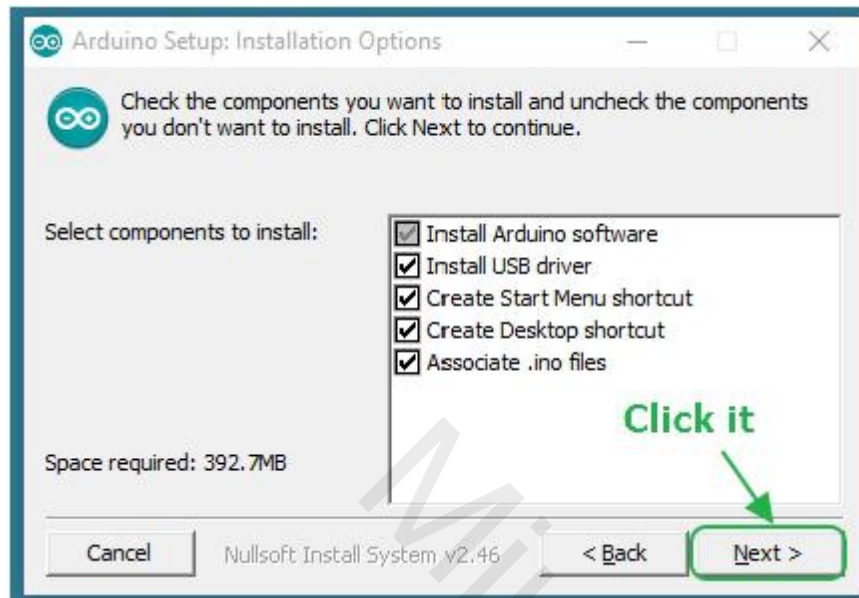 Arduino Setup: Installation Options
Check the components you want to install and uncheck the components
you don't want to install. Click Next to continue.
Select components to install:
Install Arduino software
Install USB driver
Create Start Menu shortcut
Create Desktop shortcut
Associate .ino files
Click it
Space required: 392.7MB
Cancel
Nullsoft Install System v2.46
< Back
Next >